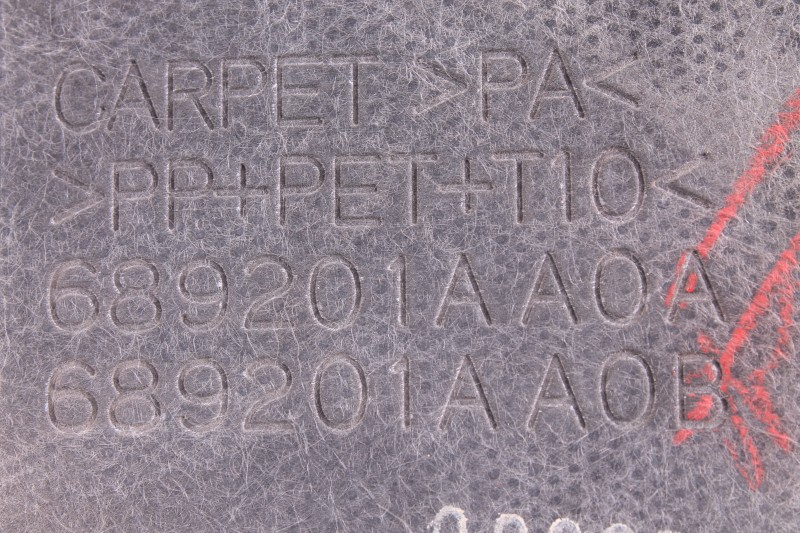 CARPET >PA<
>PP+PET+T10<
689201AA0A
689201AA0B